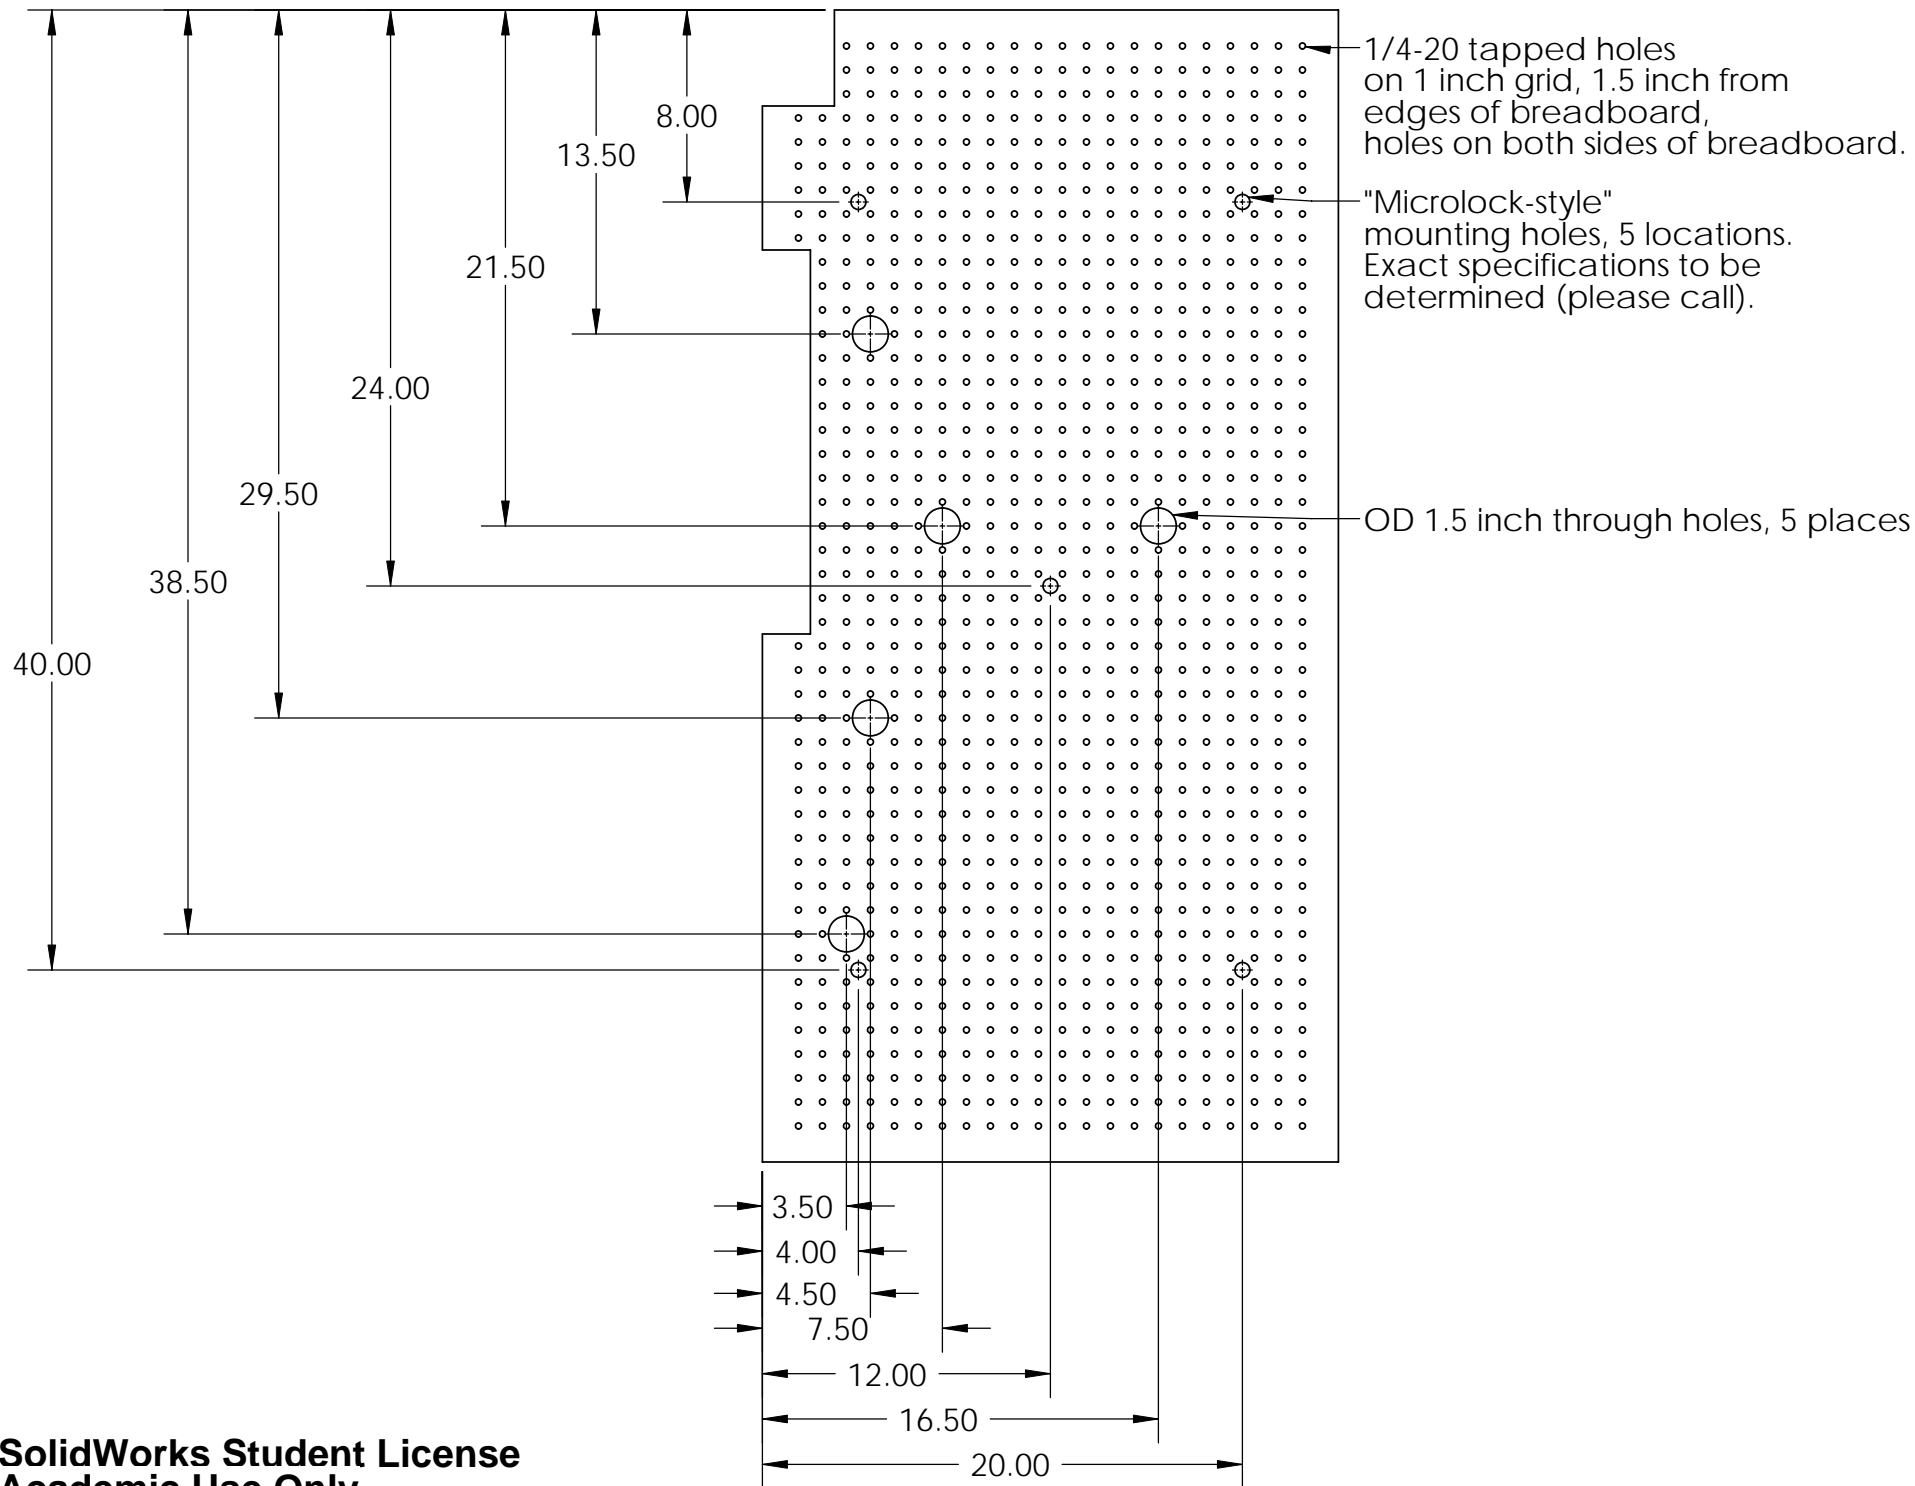 1/4-20 tapped holes
on 1 inch grid, 1.5 inch from
edges of breadboard,
holes on both sides of breadboard.
8.00
13.50
"Microlock-style"
mounting holes, 5 locations.
Exact specifications to be
determined (please call).
21.50
24.00
29.50
OD 1.5 inch through holes, 5 places
38.50
40.00
3.50
4.00
4.50
7.50
12.00
16.50
20.00
SolidWorks Student License
Academic Use Only